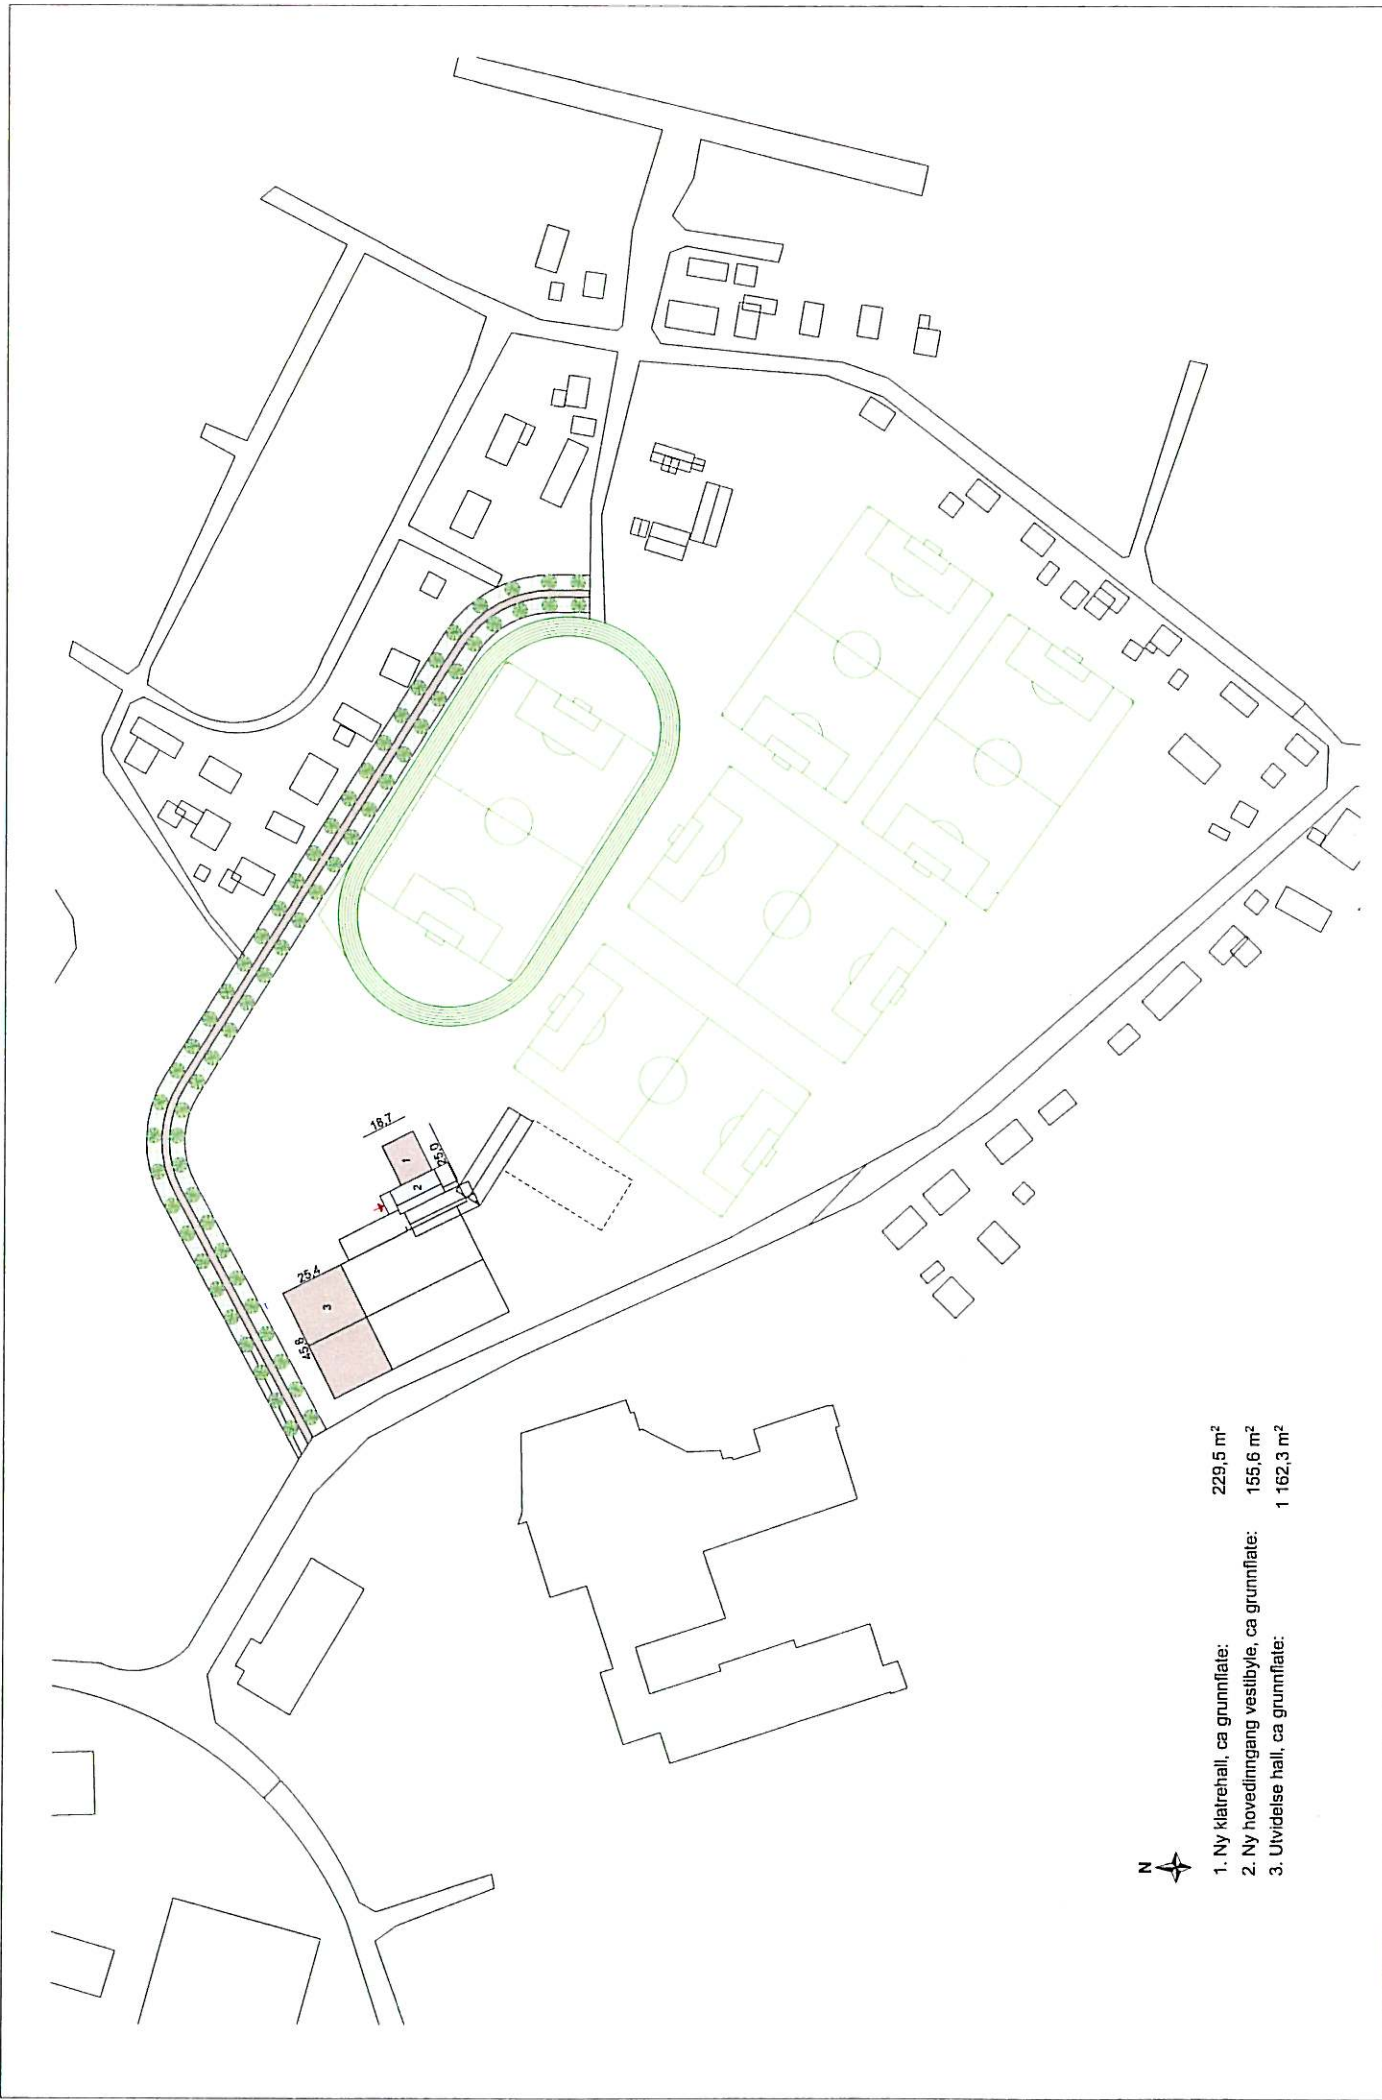 16,7
1
25,0
2
25,4
3
45,8
N
1. Ny klatrehall, ca grunnflate: 229,5 m²
2. Ny hovedinngang vestibyle, ca grunnflate: 155,6 m²
3. Utvidelse hall, ca grunnflate: 1 162,3 m²